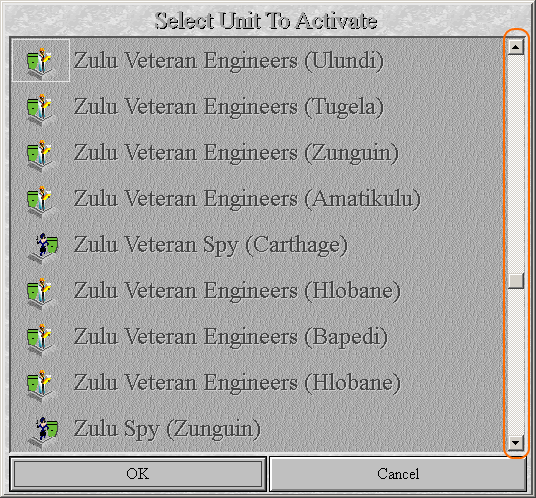 Select Unit To Activate
Zulu Veteran Engineers (Ulundi)
Zulu Veteran Engineers (Tugela)
Zulu Veteran Engineers (Zunguin)
Zulu Veteran Engineers (Amatikulu)
Zulu Veteran Spy (Carthage)
Zulu Veteran Engineers (Hlobane)
Zulu Veteran Engineers (Bapedi)
Zulu Veteran Engineers (Hlobane)
Zulu Spy (Zunguin)
OK Cancel